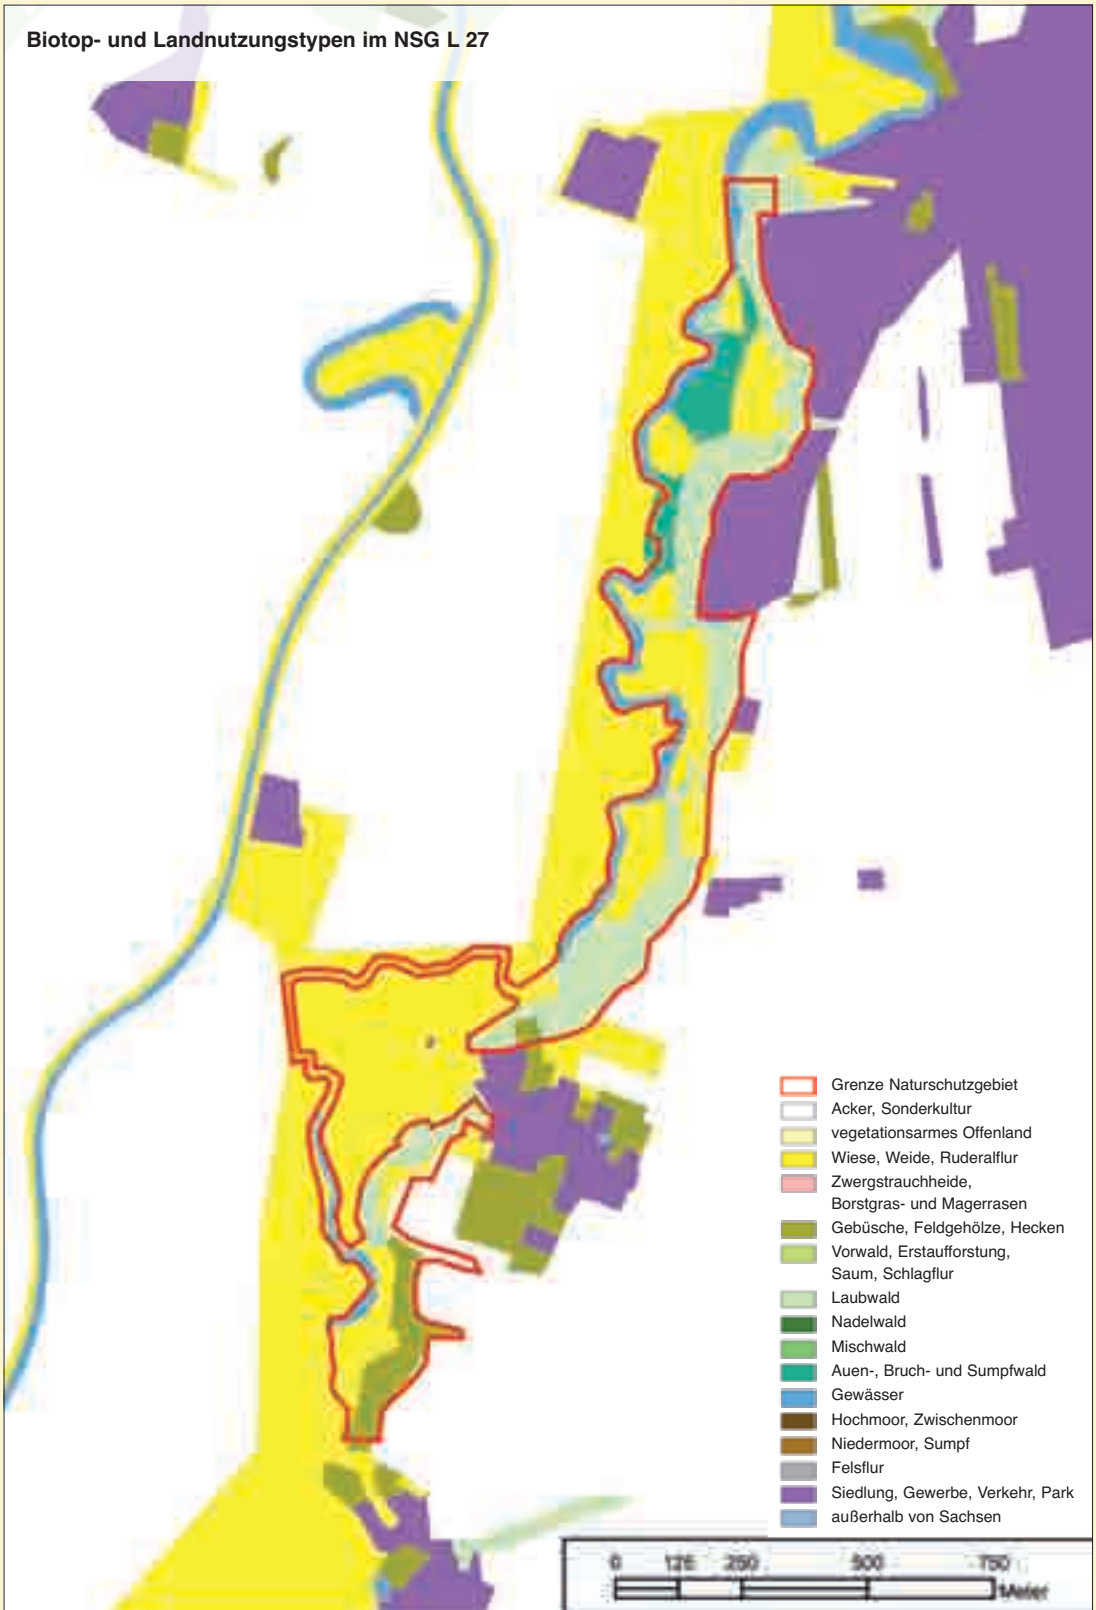 Biotop- und Landnutzungstypen im NSG L 27
Grenze Naturschutzgebiet
Acker, Sonderkultur
vegetationsarmes Offenland
Wiese, Weide, Ruderalflur
Zwergstrauchheide,
Borstgras- und Magerrasen
Gebüsche, Feldgehölze, Hecken
Vorwald, Erstaufforstung,
Saum, Schlagflur
Laubwald
Nadelwald
Mischwald
Auen-, Bruch- und Sumpfwald
Gewässer
Hochmoor, Zwischenmoor
Niedermoor, Sumpf
Felsflur
Siedlung, Gewerbe, Verkehr, Park
außerhalb von Sachsen
0 125 250 500 750
Meter